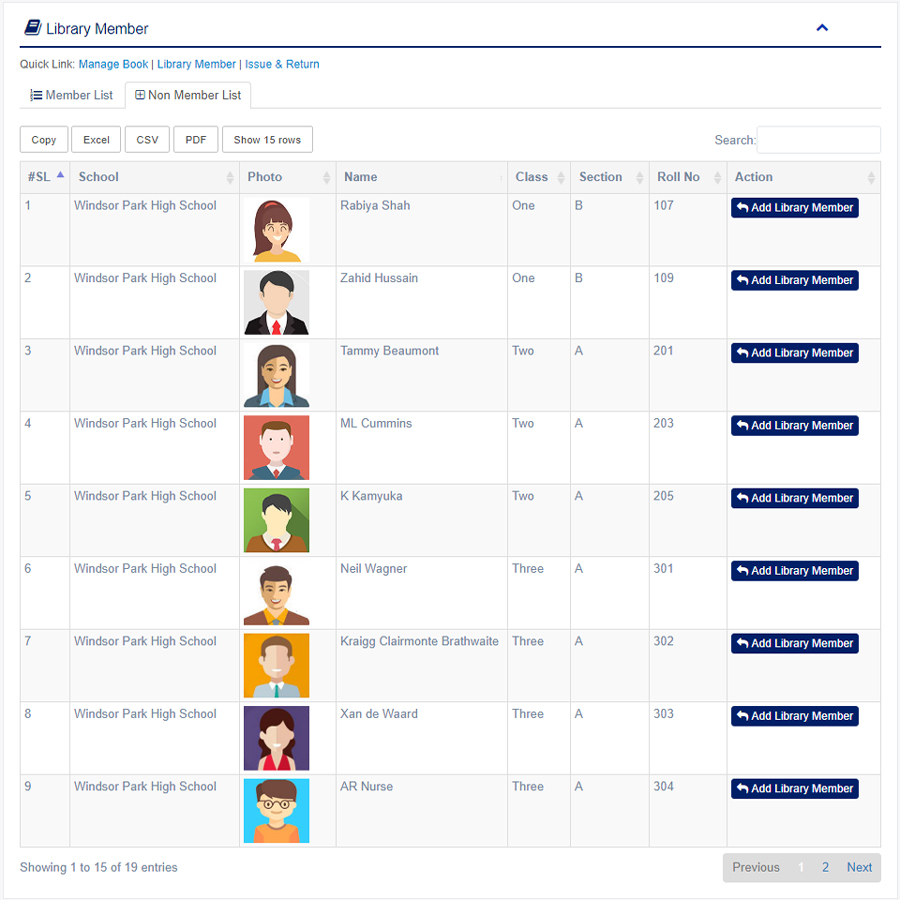 Library Member
Quick Link: Manage Book | Library Member | Issue & Return
Member List Non Member List
Copy Excel CSV PDF Show 15 rows Search:
#SL School Photo Name Class Section Roll No Action
1 Windsor Park High School Rabiya Shah One B 107 Add Library Member
2 Windsor Park High School Zahid Hussain One B 109 Add Library Member
3 Windsor Park High School Tammy Beaumont Two A 201 Add Library Member
4 Windsor Park High School ML Cummins Two A 203 Add Library Member
5 Windsor Park High School K Kamyuka Two A 205 Add Library Member
6 Windsor Park High School Neil Wagner Three A 301 Add Library Member
7 Windsor Park High School Kraigg Clairmonte Brathwaite Three A 302 Add Library Member
8 Windsor Park High School Xan de Waard Three A 303 Add Library Member
9 Windsor Park High School AR Nurse Three A 304 Add Library Member
Showing 1 to 15 of 19 entries Previous 1 2 Next